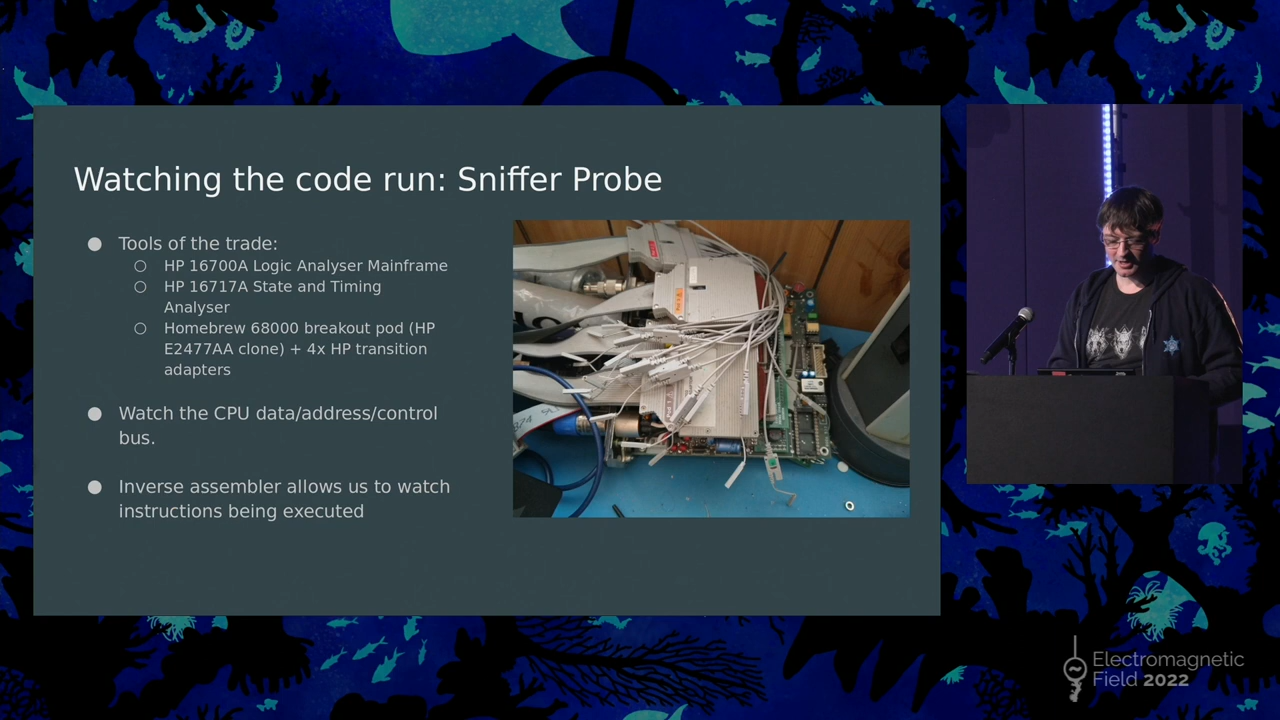 Watching the code run: Sniffer Probe
● Tools of the trade:
○ HP 16700A Logic Analyser Mainframe
○ HP 16717A State and Timing
Analyser
○ Homebrew 68000 breakout pod (HP
E2477AA clone) + 4x HP transition
adapters
● Watch the CPU data/address/control
bus.
● Inverse assembler allows us to watch
instructions being executed
Electromagnetic
Field 2022